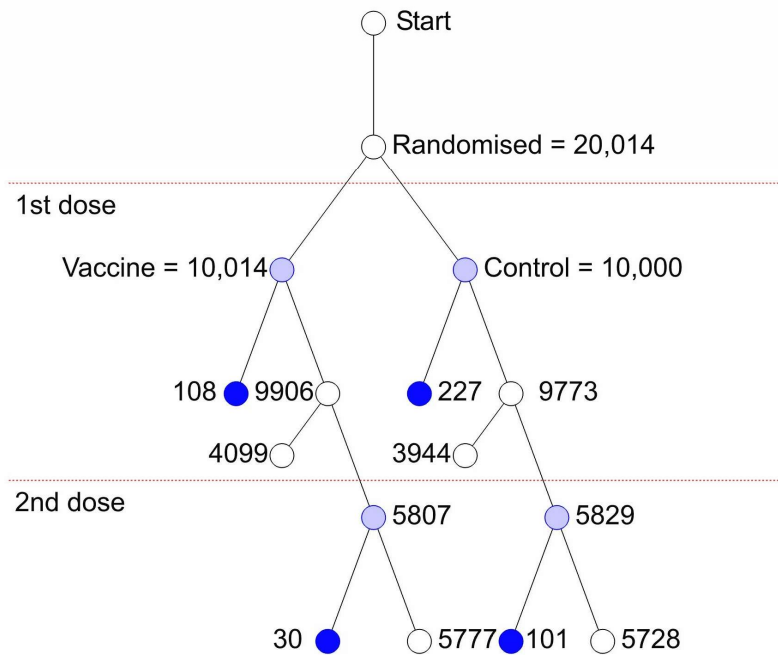 Start
Randomised = 20,014
1st dose
Vaccine = 10,014
Control = 10,000
108
9906
227
9773
4099
3944
2nd dose
5807
5829
30
5777
101
5728